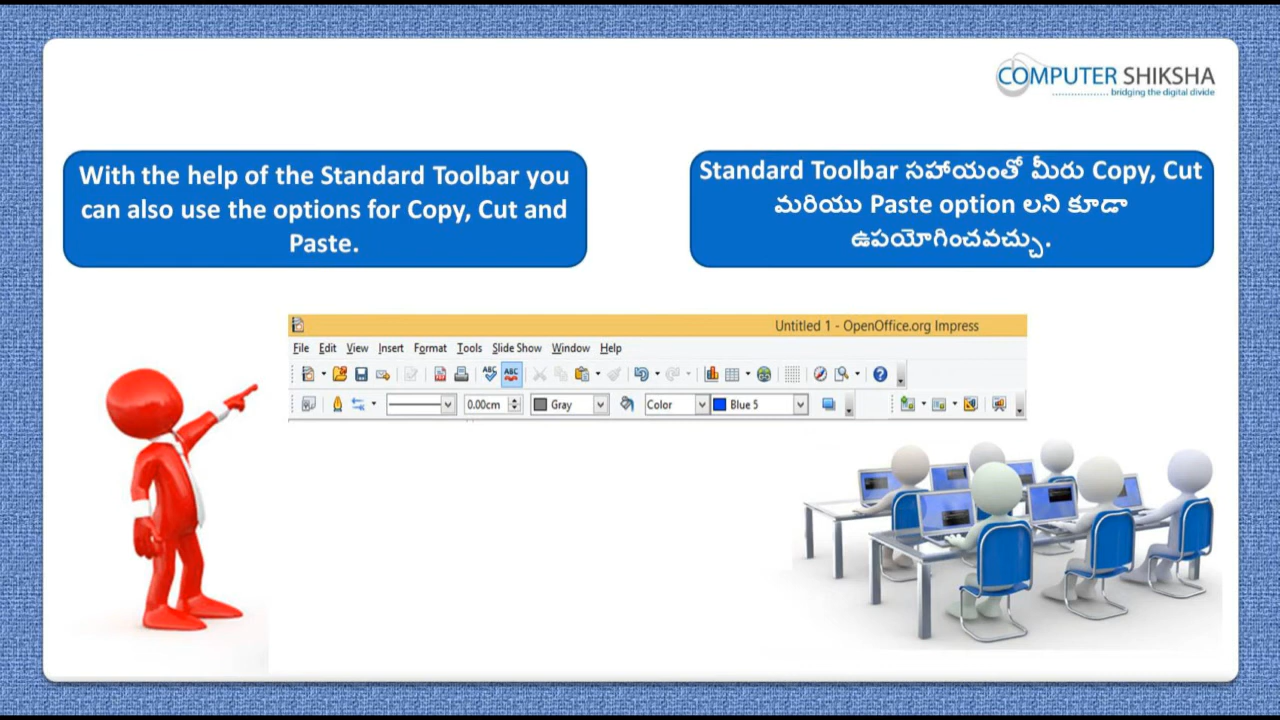 COMPUTER SHIKSHA
bridging the digital divide
With the help of the Standard Toolbar you
can also use the options for Copy, Cut and
Paste.
Standard Toolbar సహాయంతో మీరు Copy, Cut
మరియు Paste option లని కూడా
ఉపయోగించవచ్చు.
Untitled 1 - OpenOffice.org Impress
File Edit View Insert Format Tools Slide Show Window Help
ABC ABC
0.00cm Gray Color Blue 5